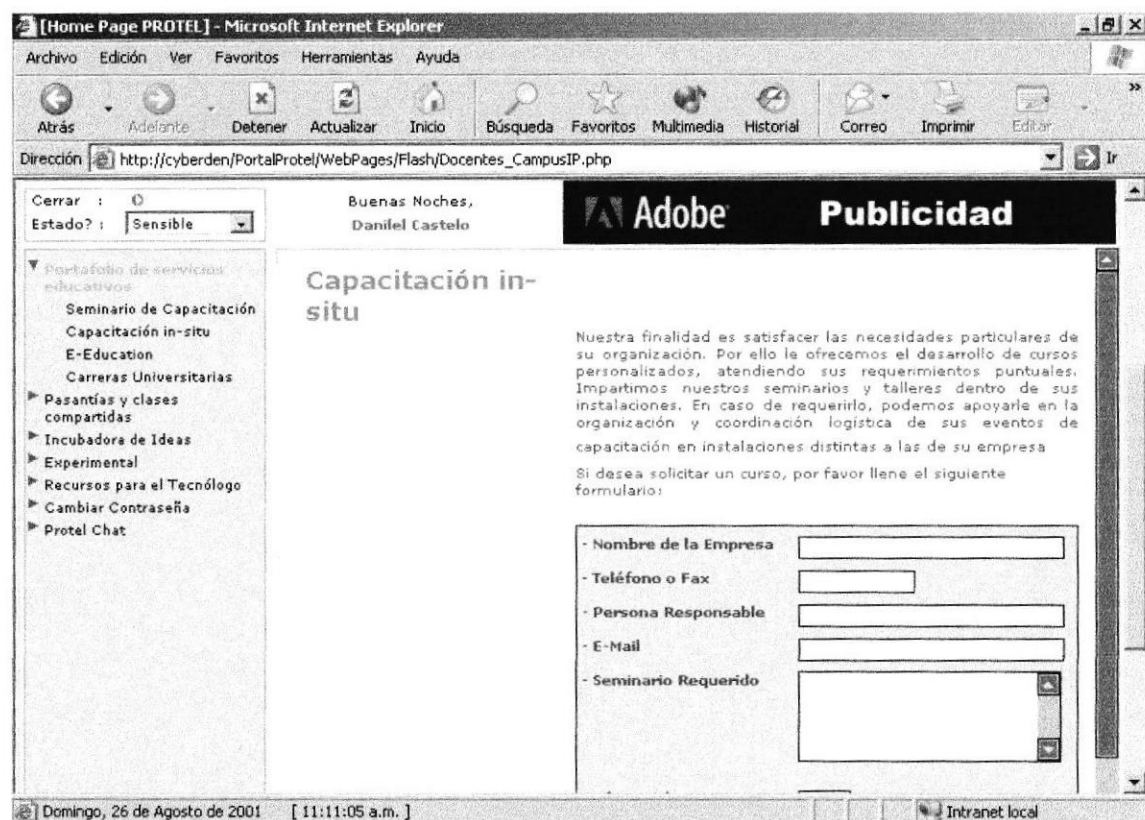 [Home Page PROTEL] - Microsoft Internet Explorer
Archivo Edición Ver Favoritos Herramientas Ayuda
Atrás Adelante Detener Actualizar Inicio Búsqueda Favoritos Multimedia Historial Correo Imprimir Editar »
Dirección http://cyberden/PortalProtel/WebPages/Flash/Docentes_CampusIP.php Ir
Cerrar :
Estado? : Sensible
Buenas Noches,
Danilel Castelo
Adobe Publicidad
Portafolio de servicios
educativos
Seminario de Capacitación
Capacitación in-situ
E-Education
Carreras Universitarias
Pasantías y clases
compartidas
Incubadora de Ideas
Experimental
Recursos para el Tecnólogo
Cambiar Contraseña
Protel Chat
Capacitación in-
situ
Nuestra finalidad es satisfacer las necesidades particulares de
su organización. Por ello le ofrecemos el desarrollo de cursos
personalizados, atendiendo sus requerimientos puntuales.
Impartimos nuestros seminarios y talleres dentro de sus
instalaciones. En caso de requerirlo, podemos apoyarle en la
organización y coordinación logística de sus eventos de
capacitación en instalaciones distintas a las de su empresa
Si desea solicitar un curso, por favor llene el siguiente
formulario:
- Nombre de la Empresa
- Teléfono o Fax
- Persona Responsable
- E-Mail
- Seminario Requerido
Domingo, 26 de Agosto de 2001 [ 11:11:05 a.m. ] Intranet local